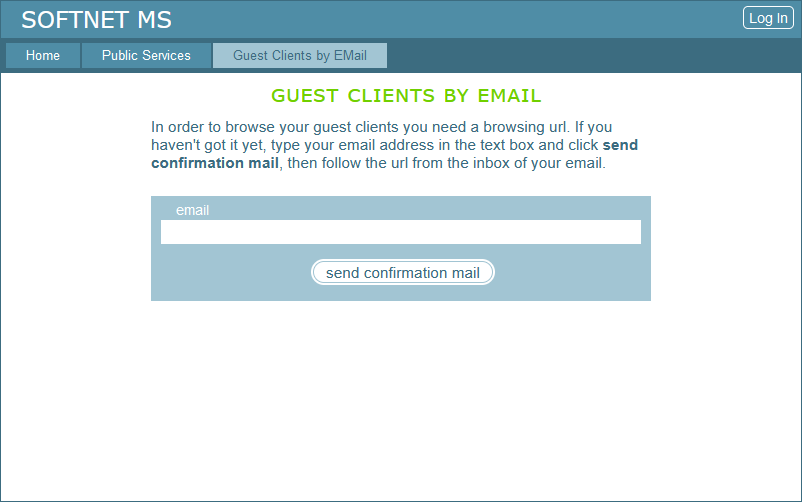 SOFTNET MS
Log In
Home
Public Services
Guest Clients by EMail
GUEST CLIENTS BY EMAIL
In order to browse your guest clients you need a browsing url. If you
haven't got it yet, type your email address in the text box and click send
confirmation mail, then follow the url from the inbox of your email.
email
send confirmation mail